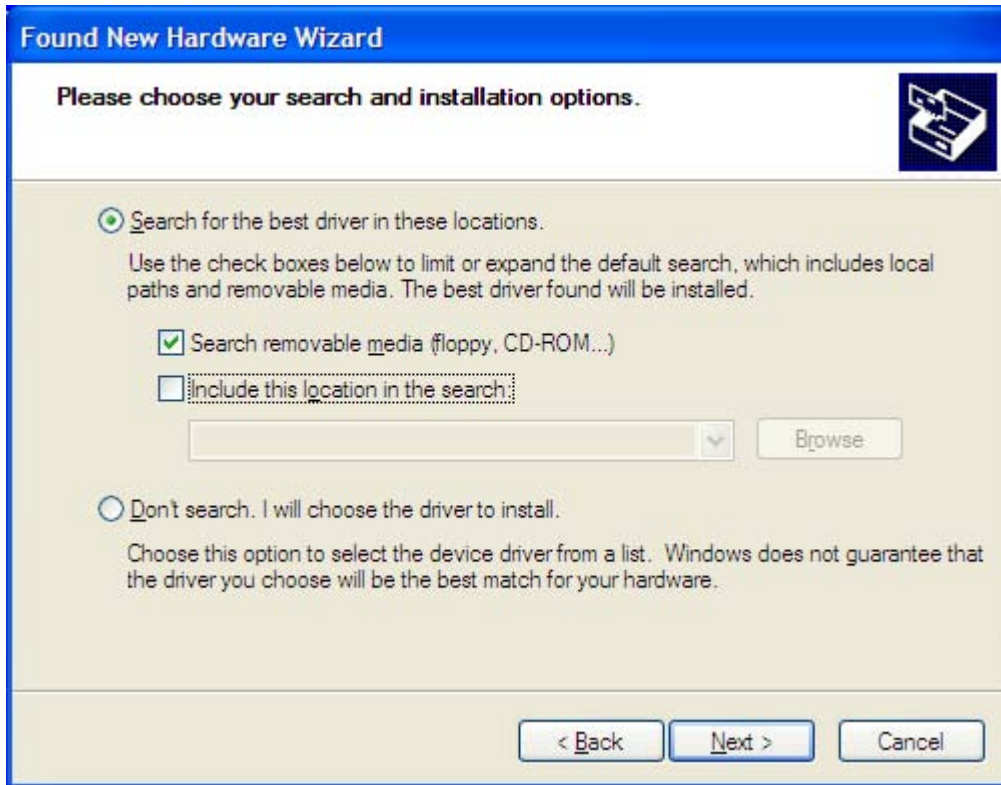 Found New Hardware Wizard
Please choose your search and installation options.
Search for the best driver in these locations.
Use the check boxes below to limit or expand the default search, which includes local
paths and removable media. The best driver found will be installed.
Search removable media (floppy, CD-ROM...)
Include this location in the search:
Browse
Don't search. I will choose the driver to install.
Choose this option to select the device driver from a list.  Windows does not guarantee that
the driver you choose will be the best match for your hardware.
< Back
Next >
Cancel